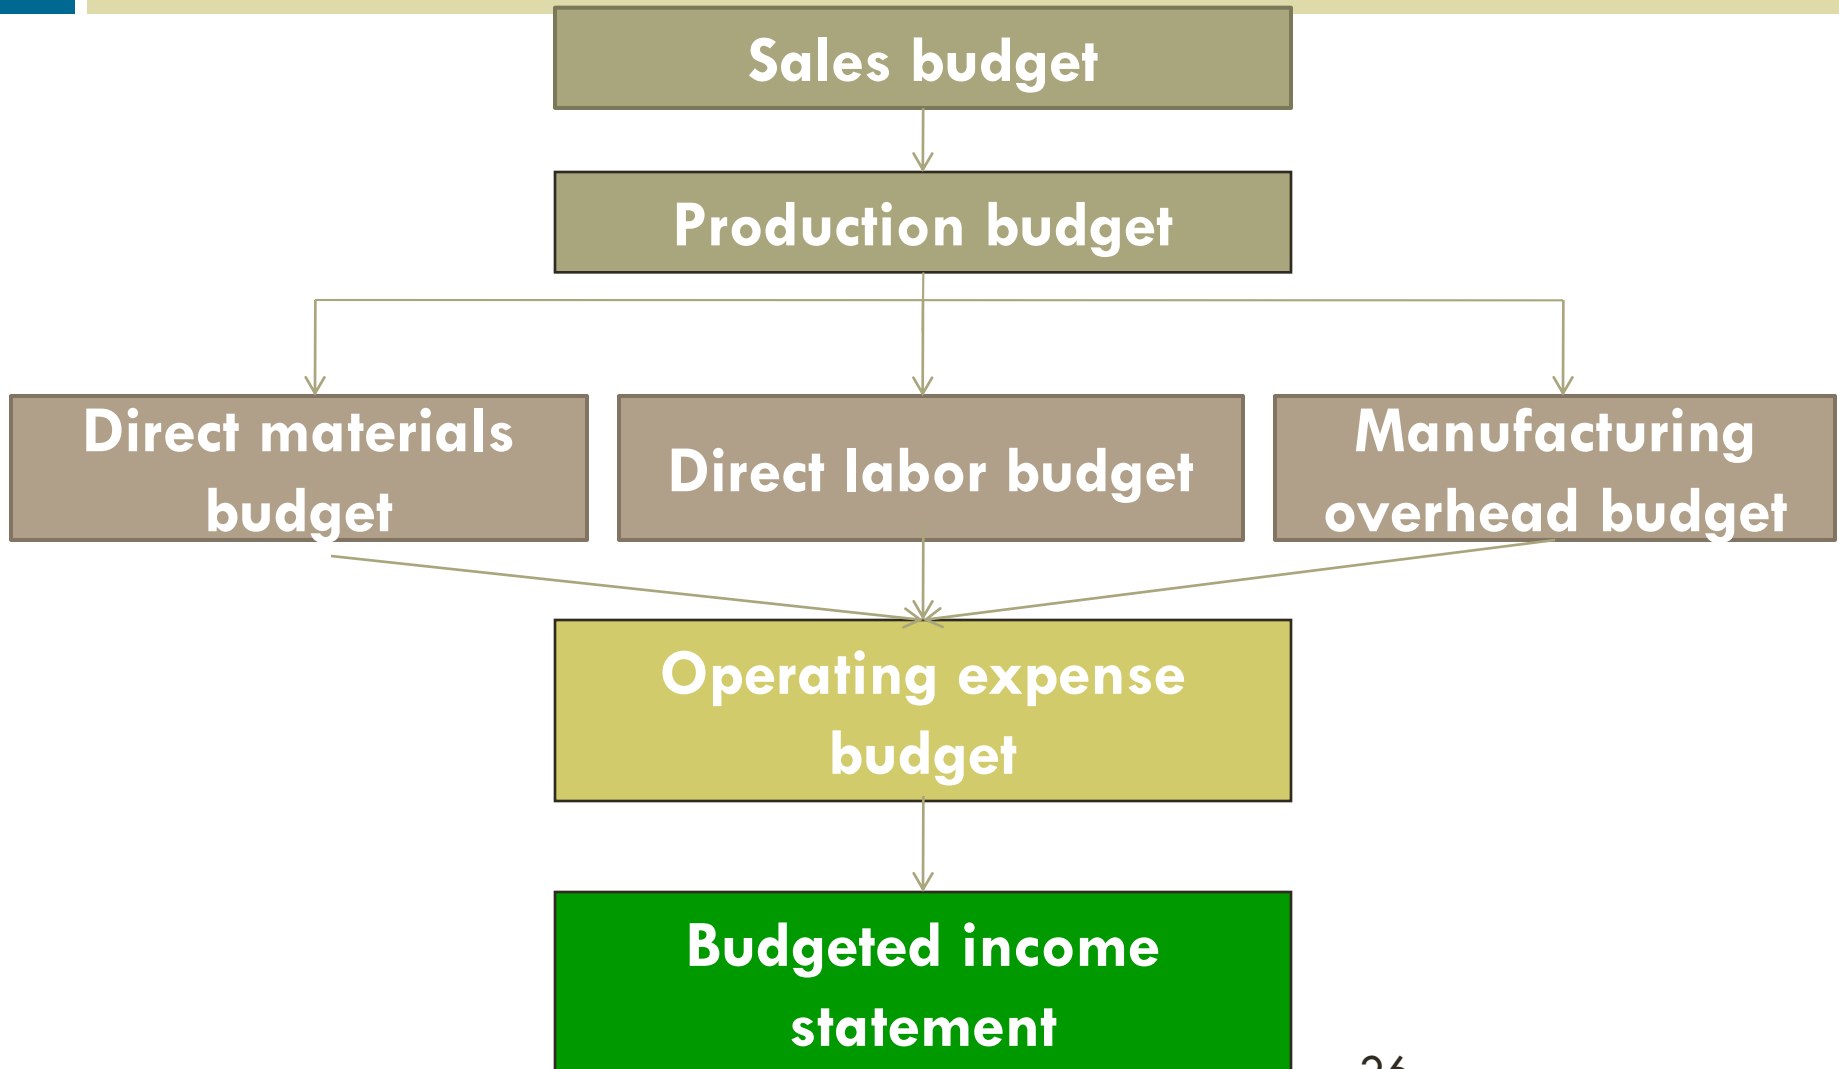 Sales budget
Production budget
Direct materials
budget
Direct labor budget
Manufacturing
overhead budget
Operating expense
budget
Budgeted income
statement
26